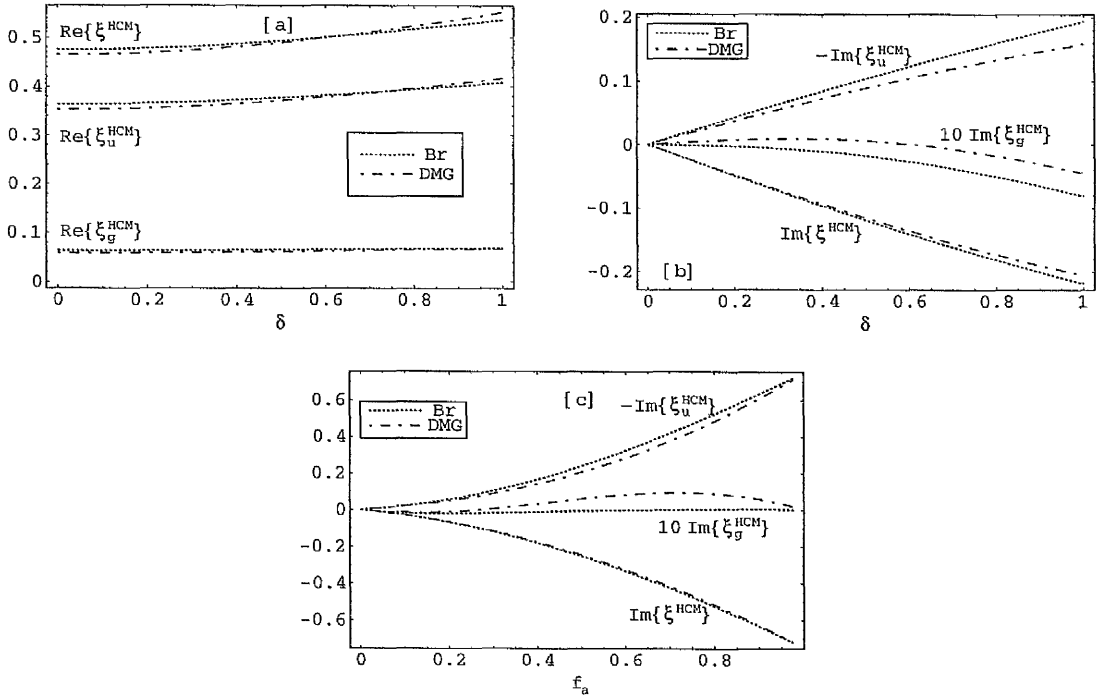 [a]
Re{ξ^HCM}
0.5
0.4
Re{ξ_u^HCM}
0.3
Br
DMG
0.2
Re{ξ_g^HCM}
0.1
0
0 0.2 0.4 0.6 0.8 1
δ
0.2
Br
DMG
-Im{ξ_u^HCM}
0.1
10 Im{ξ_g^HCM}
0
-0.1
Im{ξ^HCM}
-0.2
[b]
0 0.2 0.4 0.6 0.8 1
δ
0.6
Br
DMG
[c]
-Im{ξ_u^HCM}
0.4
0.2
0
10 Im{ξ_g^HCM}
-0.2
-0.4
-0.6
Im{ξ^HCM}
0 0.2 0.4 0.6 0.8
f_a